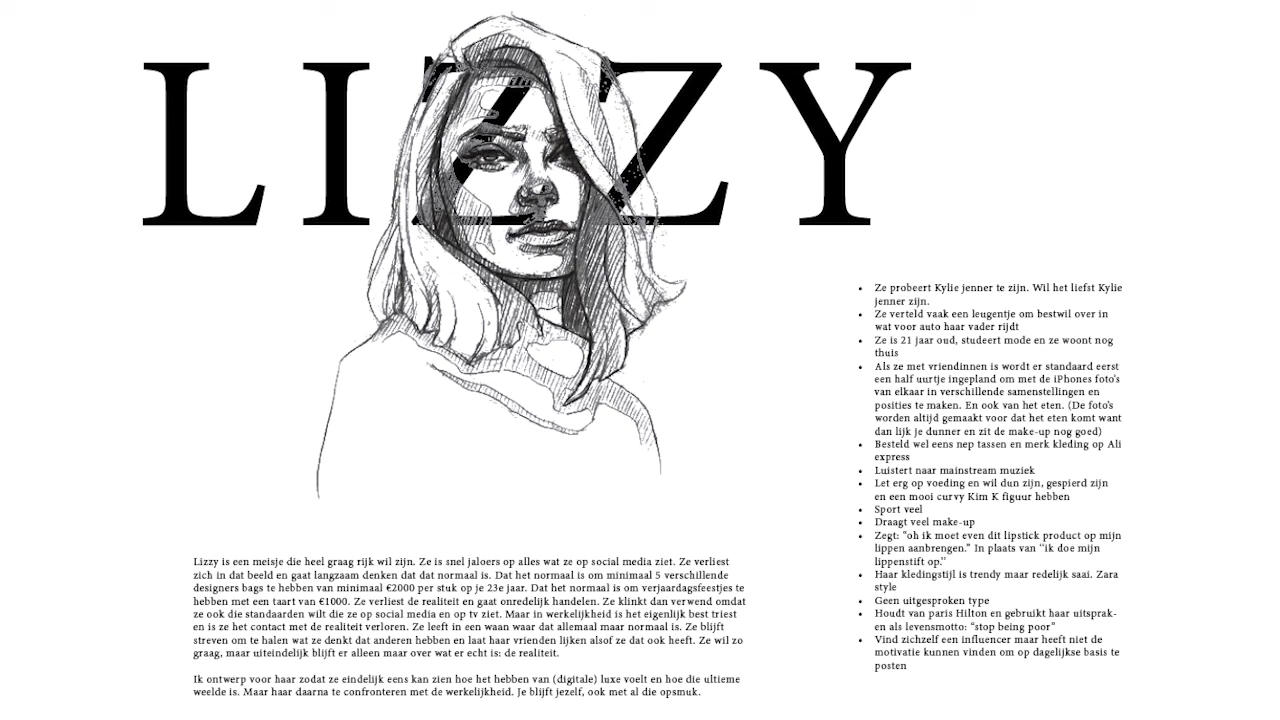 LIZZY
Ze probeert Kylie jenner te zijn. Wil het liefst Kylie
jenner zijn.
Ze verteld vaak een leugentje om bestwil over in
wat voor auto haar vader rijdt
Ze is 21 jaar oud, studeert mode en ze woont nog
thuis
Als ze met vriendinnen is wordt er standaard eerst
een half uurtje ingepland om met de iPhones foto's
van elkaar in verschillende samenstellingen en
posities te maken. En ook van het eten. (De foto's
worden altijd gemaakt voor dat het eten komt want
dan lijk je dunner en zit de make-up nog goed)
Besteld wel eens nep tassen en merk kleding op Ali
express
Luistert naar mainstream muziek
Let erg op voeding en wil dun zijn, gespierd zijn
en een mooi curvy Kim K figuur hebben
Sport veel
Draagt veel make-up
Zegt: “oh ik moet even dit lipstick product op mijn
lippen aanbrengen.” In plaats van ‘‘ik doe mijn
lippenstift op.’’
Haar kledingstijl is trendy maar redelijk saai. Zara
style
Geen uitgesproken type
Houdt van paris Hilton en gebruikt haar uitsprak-
en als levensmotto: “stop being poor”
Vind zichzelf een influencer maar heeft niet de
motivatie kunnen vinden om op dagelijkse basis te
posten
Lizzy is een meisje die heel graag rijk wil zijn. Ze is snel jaloers op alles wat ze op social media ziet. Ze verliest
zich in dat beeld en gaat langzaam denken dat dat normaal is. Dat het normaal is om minimaal 5 verschillende
designers bags te hebben van minimaal €2000 per stuk op je 23e jaar. Dat het normaal is om verjaardagsfeestjes te
hebben met een taart van €1000. Ze verliest de realiteit en gaat onredelijk handelen. Ze klinkt dan verwend omdat
ze ook die standaarden wilt die ze op social media en op tv ziet. Maar in werkelijkheid is het eigenlijk best triest
en is ze het contact met de realiteit verloren. Ze leeft in een waan waar dat allemaal maar normaal is. Ze blijft
streven om te halen wat ze denkt dat anderen hebben en laat haar vrienden lijken alsof ze dat ook heeft. Ze wil zo
graag, maar uiteindelijk blijft er alleen maar over wat er echt is: de realiteit.
Ik ontwerp voor haar zodat ze eindelijk eens kan zien hoe het hebben van (digitale) luxe voelt en hoe die ultieme
weelde is. Maar haar daarna te confronteren met de werkelijkheid. Je blijft jezelf, ook met al die opsmuk.